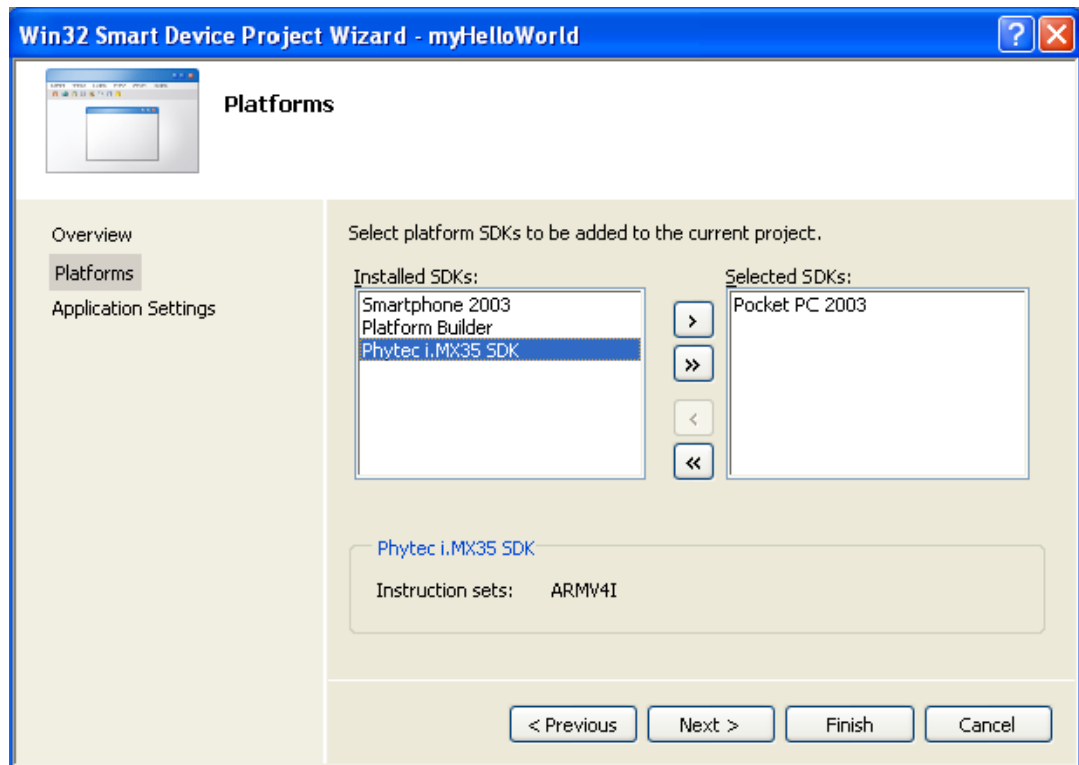 Win32 Smart Device Project Wizard - myHelloWorld
Platforms
Overview
Platforms
Application Settings
Select platform SDKs to be added to the current project.
Installed SDKs:
Smartphone 2003
Platform Builder
Phytec i.MX35 SDK
>
>>
<
<<
Selected SDKs:
Pocket PC 2003
Phytec i.MX35 SDK
Instruction sets: ARMV4I
< Previous
Next >
Finish
Cancel